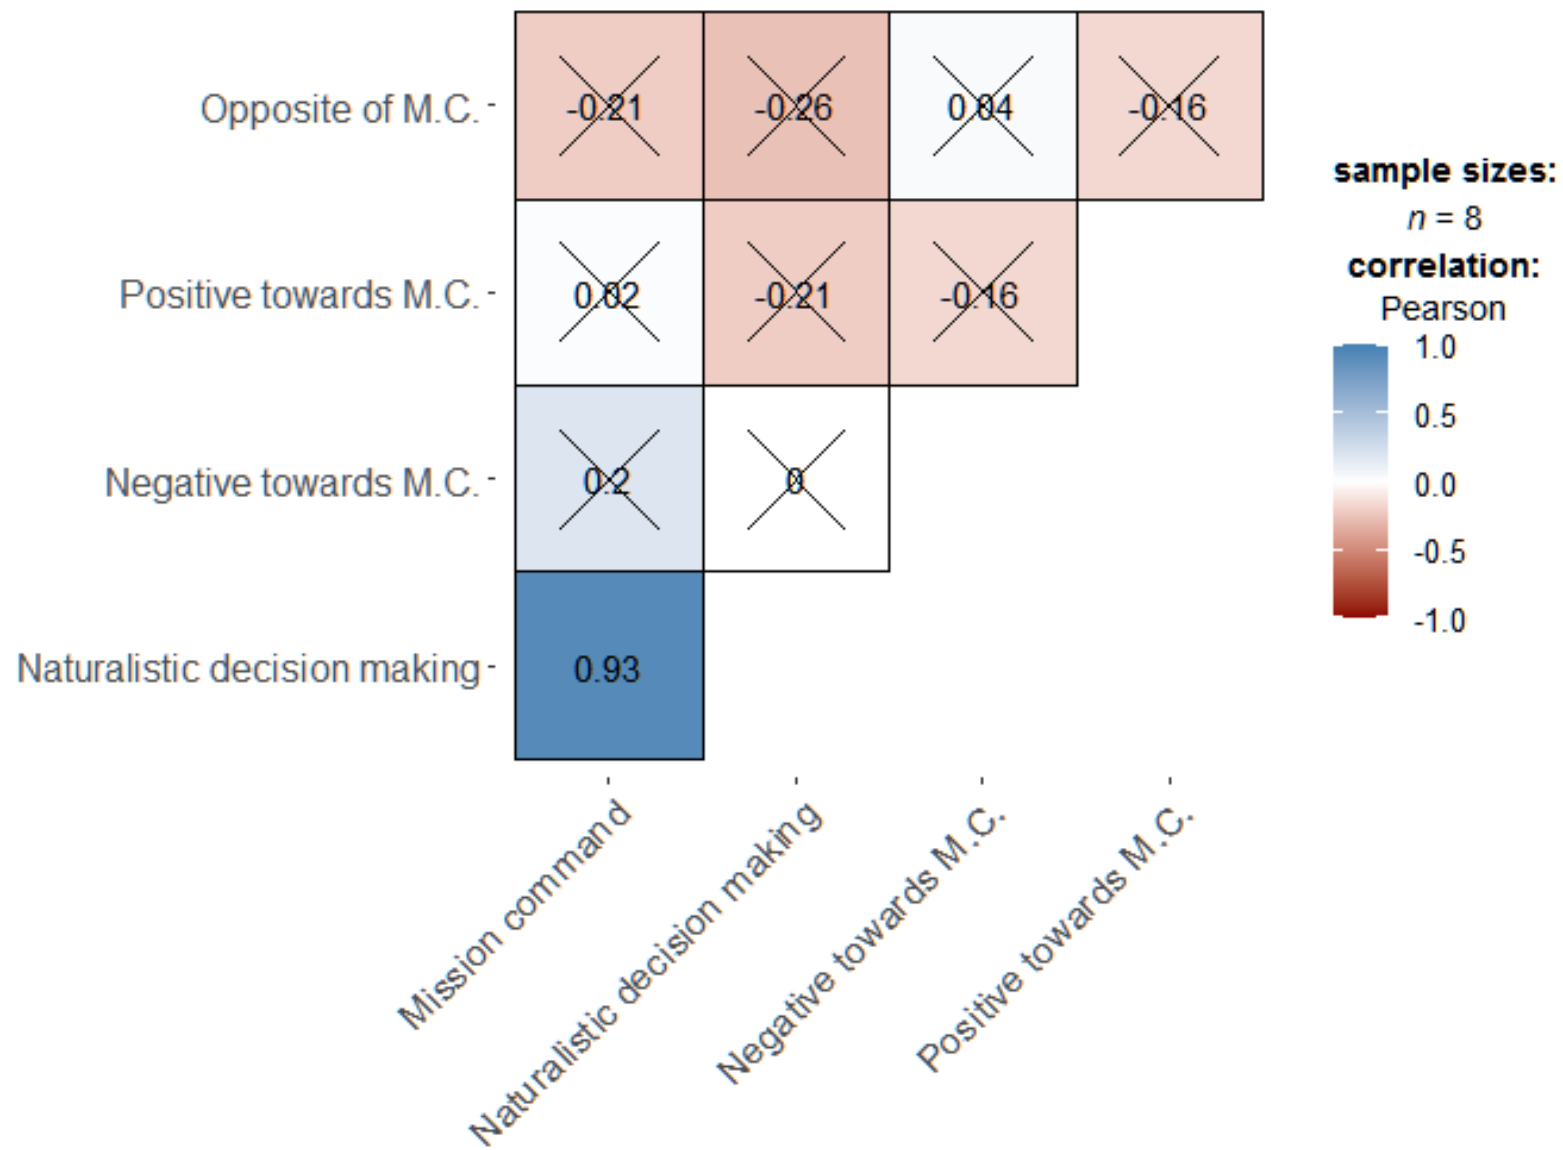 Opposite of M.C.
-0.21 -0.26 0.04 -0.16
Positive towards M.C.
0.02 -0.21 -0.16
Negative towards M.C.
0.2 0
Naturalistic decision making
0.93
Mission command
Naturalistic decision making
Negative towards M.C.
Positive towards M.C.
sample sizes:
n = 8
correlation:
Pearson
1.0
0.5
0.0
-0.5
-1.0